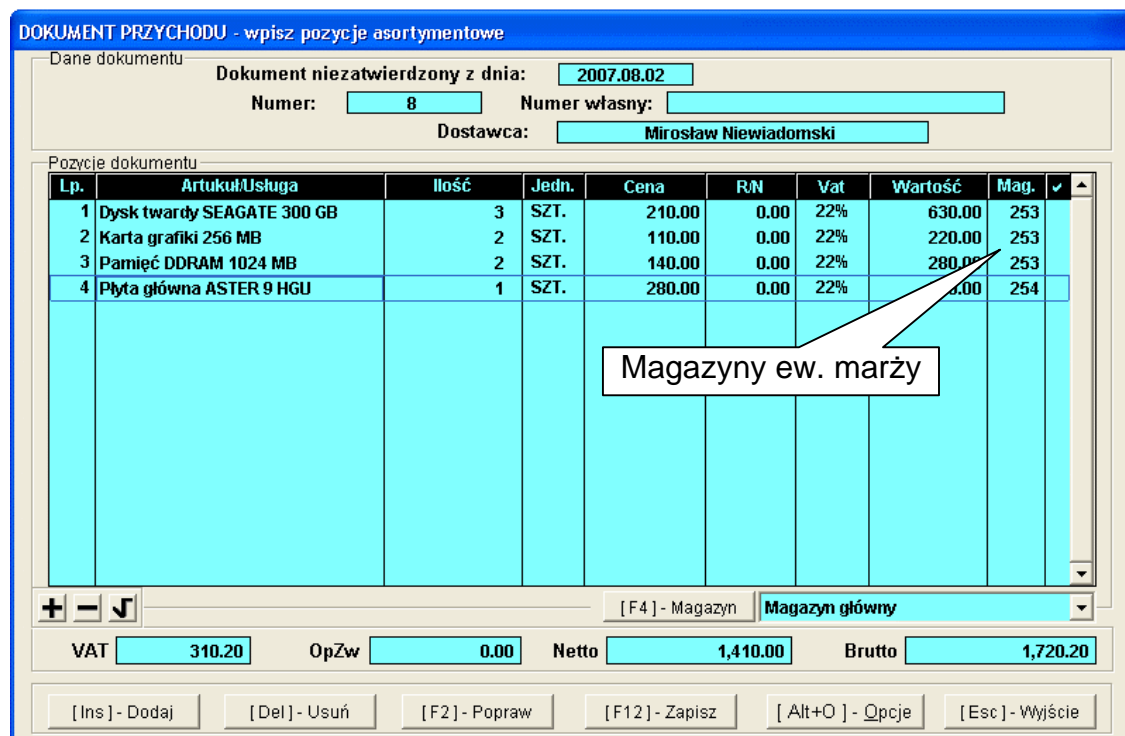 DOKUMENT PRZYCHODU - wpisz pozycje asortymentowe
Dane dokumentu
Dokument niezatwierdzony z dnia: 2007.08.02
Numer: 8 Numer własny:
Dostawca: Mirosław Niewiadomski
Pozycje dokumentu
Lp. Artukuł/Usługa Ilość Jedn. Cena R/N Vat Wartość Mag.
1 Dysk twardy SEAGATE 300 GB 3 SZT. 210.00 0.00 22% 630.00 253
2 Karta grafiki 256 MB 2 SZT. 110.00 0.00 22% 220.00 253
3 Pamięć DDRAM 1024 MB 2 SZT. 140.00 0.00 22% 280.00 253
4 Płyta główna ASTER 9 HGU 1 SZT. 280.00 0.00 22% 254
Magazyny ew. marży
[F4] - Magazyn Magazyn główny
VAT 310.20 OpZw 0.00 Netto 1,410.00 Brutto 1,720.20
[Ins] - Dodaj [Del] - Usuń [F2] - Popraw [F12] - Zapisz [Alt+O] - Opcje [Esc] - Wyjście